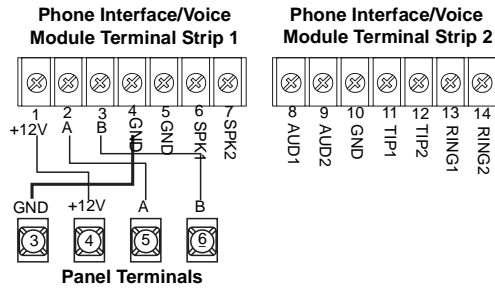 Phone Interface/Voice
Module Terminal Strip 1
Phone Interface/Voice
Module Terminal Strip 2
1 2 3 4 5 6 7
+12V A B GND GND SPK1 SPK2
8 9 10 11 12 13 14
AUD1 AUD2 GND TIP1 TIP2 RING1 RING2
GND +12V A B
3 4 5 6
Panel Terminals